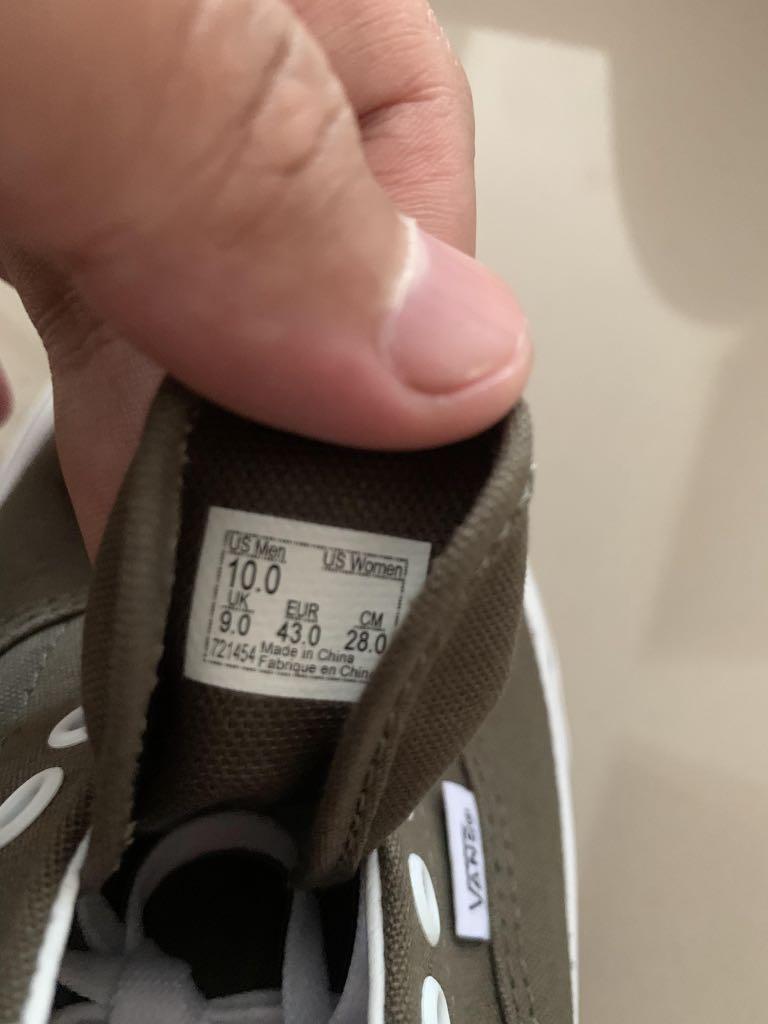 US Men US Women
10.0
UK EUR CM
9.0 43.0 28.0
721454 Made in China
Fabrique en Chin
VANS